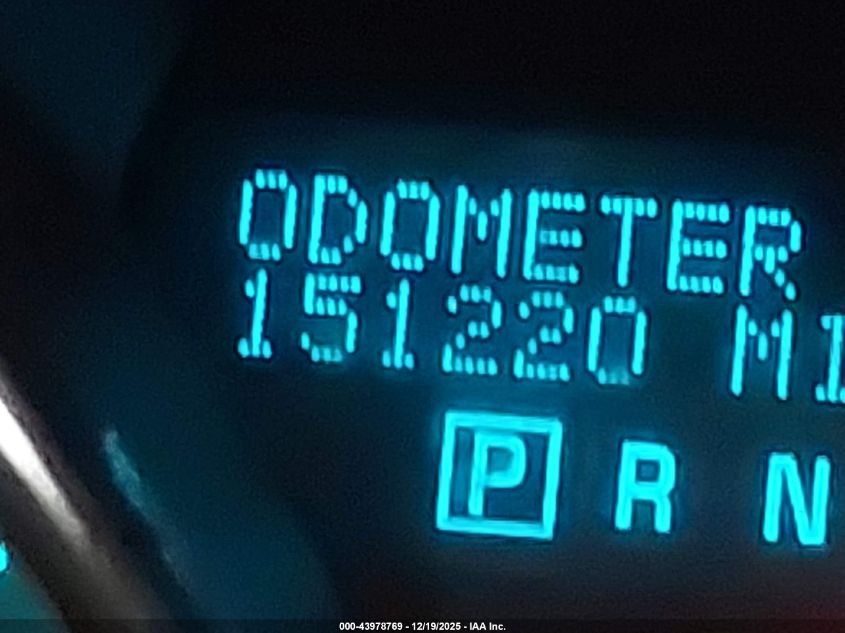 ODOMETER
151220 MI
P R N
000-43978769 - 12/19/2025 - IAA Inc.